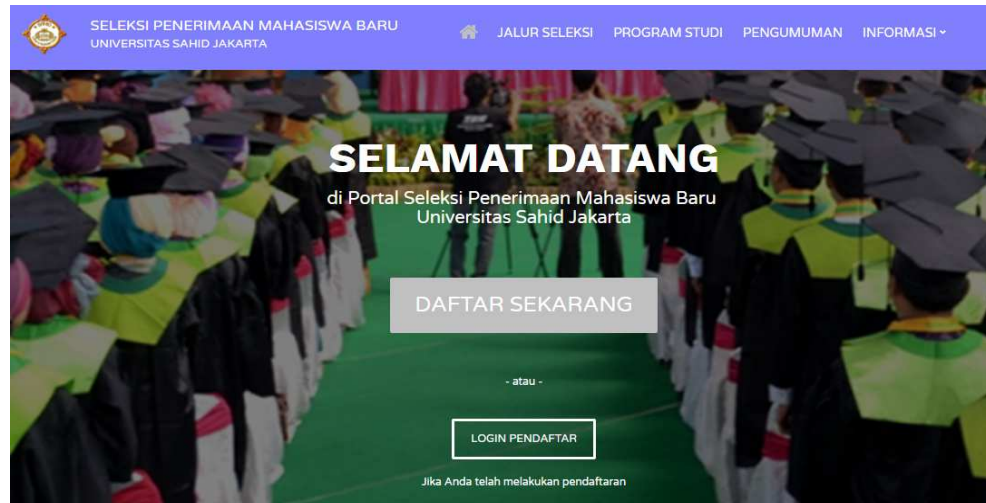 SELEKSI PENERIMAAN MAHASISWA BARU
UNIVERSITAS SAHID JAKARTA
JALUR SELEKSI PROGRAM STUDI PENGUMUMAN INFORMASI
SELAMAT DATANG
di Portal Seleksi Penerimaan Mahasiswa Baru
Universitas Sahid Jakarta
DAFTAR SEKARANG
- atau -
LOGIN PENDAFTAR
Jika Anda telah melakukan pendaftaran